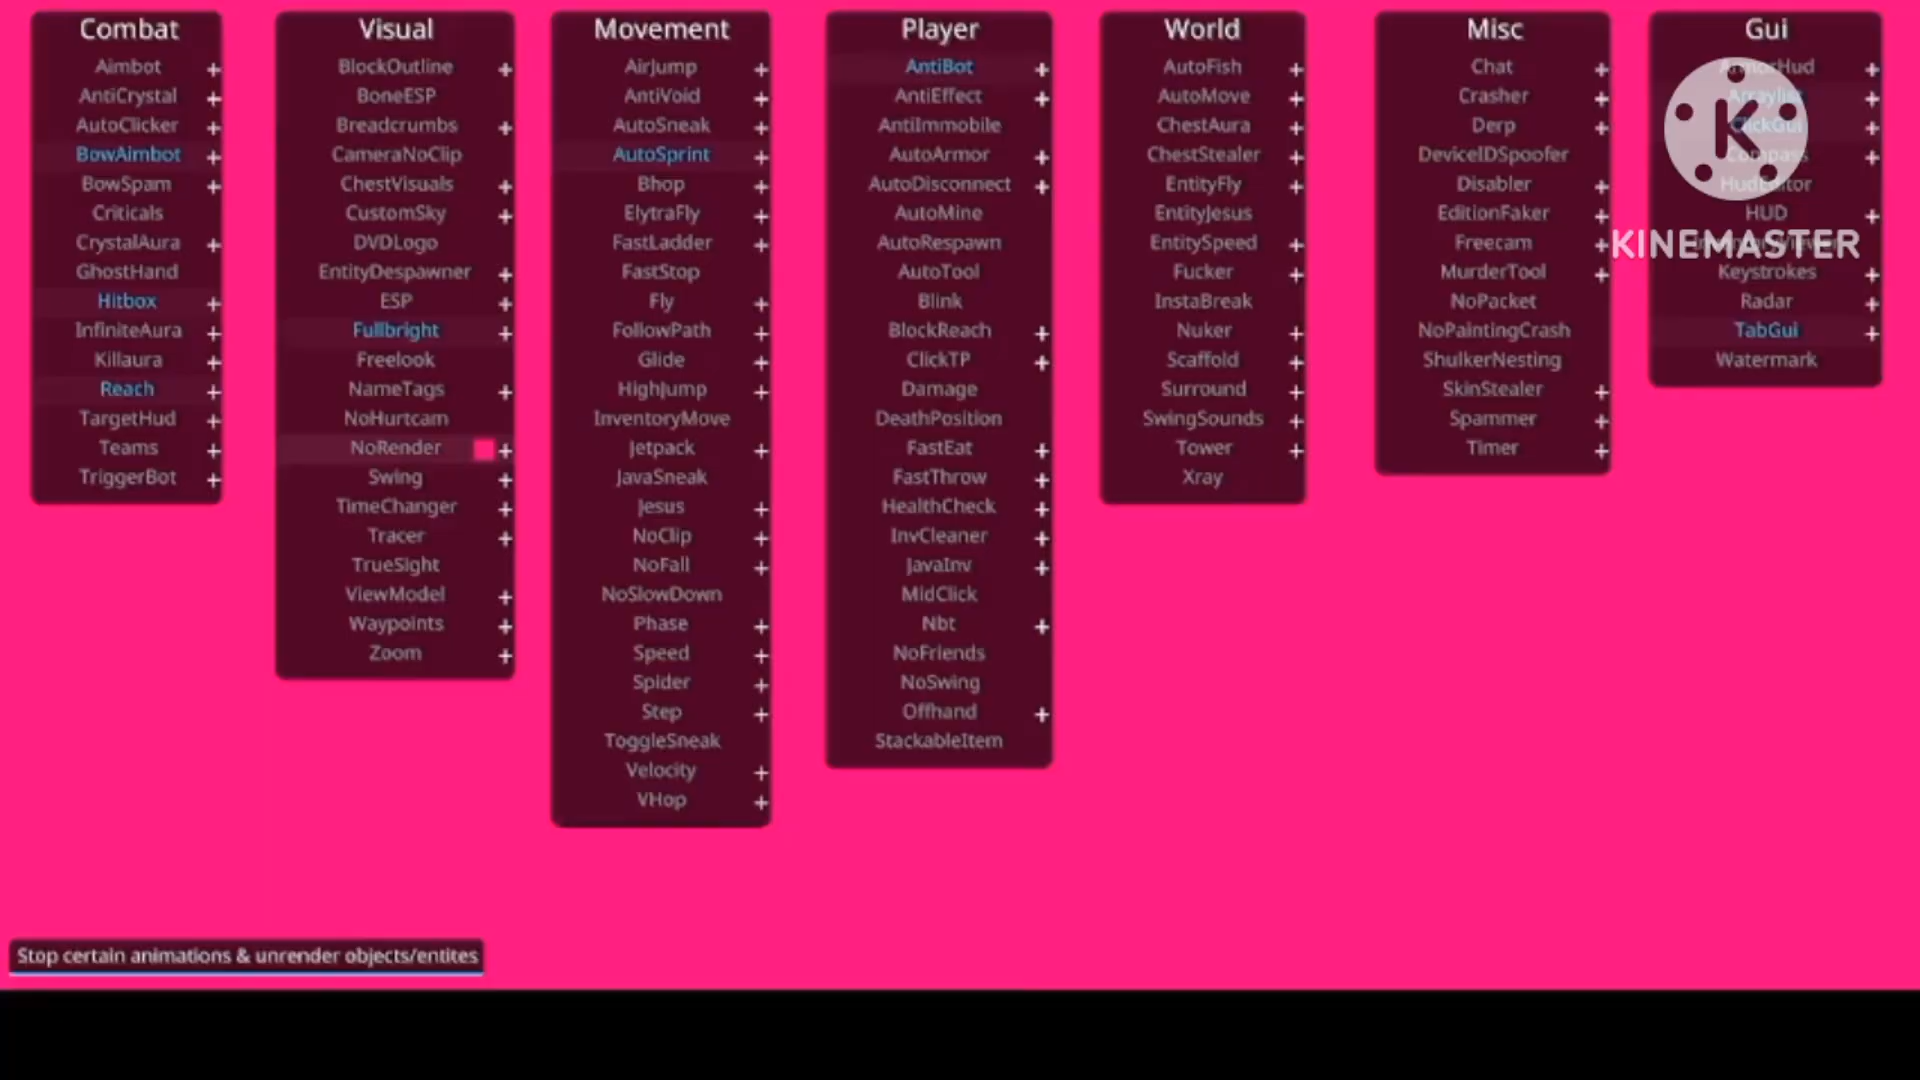 Combat
Aimbot
AntiCrystal
AutoClicker
BowAimbot
BowSpam
Criticals
CrystalAura
GhostHand
Hitbox
InfiniteAura
Killaura
Reach
TargetHud
Teams
TriggerBot
Visual
BlockOutline
BoneESP
Breadcrumbs
CameraNoClip
ChestVisuals
CustomSky
DVDLogo
EntityDespawner
ESP
Fullbright
Freelook
NameTags
NoHurtcam
NoRender
Swing
TimeChanger
Tracer
TrueSight
ViewModel
Waypoints
Zoom
Movement
AirJump
AntiVoid
AutoSneak
AutoSprint
Bhop
ElytraFly
FastLadder
FastStop
Fly
FollowPath
Glide
HighJump
InventoryMove
Jetpack
JavaSneak
Jesus
NoClip
NoFall
NoSlowDown
Phase
Speed
Spider
Step
ToggleSneak
Velocity
VHop
Player
AntiBot
AntiEffect
AntiImmobile
AutoArmor
AutoDisconnect
AutoMine
AutoRespawn
AutoTool
Blink
BlockReach
ClickTP
Damage
DeathPosition
FastEat
FastThrow
HealthCheck
InvCleaner
JavaInv
MidClick
Nbt
NoFriends
NoSwing
Offhand
StackableItem
World
AutoFish
AutoMove
ChestAura
ChestStealer
EntityFly
EntityJesus
EntitySpeed
Fucker
InstaBreak
Nuker
Scaffold
Surround
SwingSounds
Tower
Xray
Misc
Chat
Crasher
Derp
DeviceIDSpoofer
Disabler
EditionFaker
Freecam
MurderTool
NoPacket
NoPaintingCrash
ShulkerNesting
SkinStealer
Spammer
Timer
Gui
ArmorHud
Arraylist
ClickGui
Compass
HudEditor
HUD
Keystrokes
Radar
TabGui
Watermark
K
KINEMASTER
Stop certain animations & unrender objects/entites